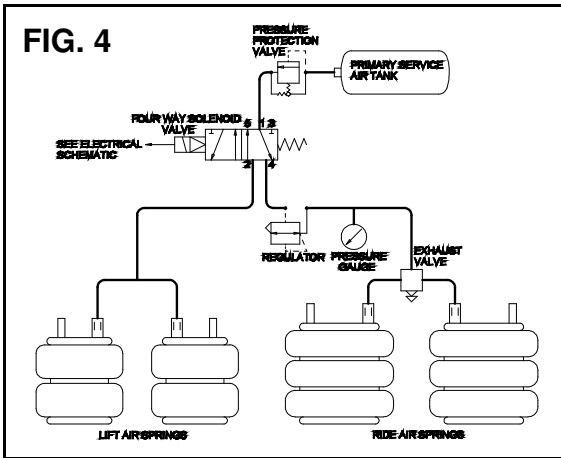 FIG. 4
PRESSURE
PROTECTION
VALVE
PRIMARY SERVICE
AIR TANK
FOUR WAY SOLENOID
VALVE
5 1 3
SEE ELECTRICAL
SCHEMATIC
2 4
REGULATOR
PRESSURE
GAUGE
EXHAUST
VALVE
LIFT AIR SPRINGS
RIDE AIR SPRINGS